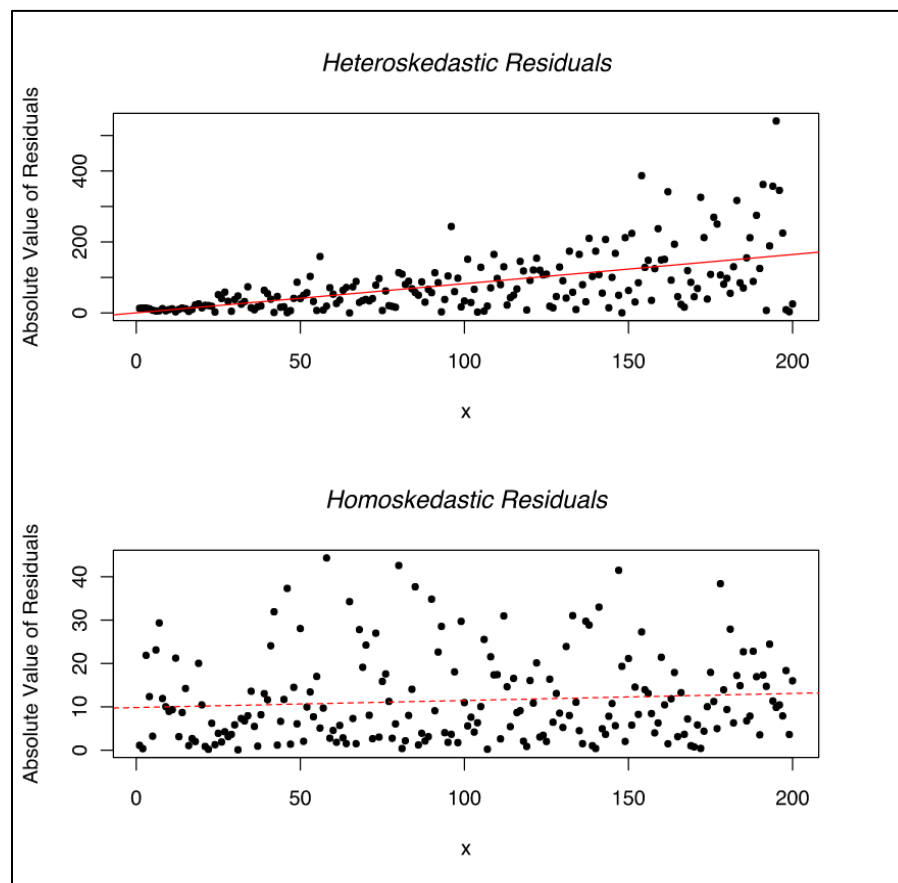 Heteroskedastic Residuals
Absolute Value of Residuals
400
200
0
0 50 100 150 200
x
Homoskedastic Residuals
Absolute Value of Residuals
40
30
20
10
0
0 50 100 150 200
x